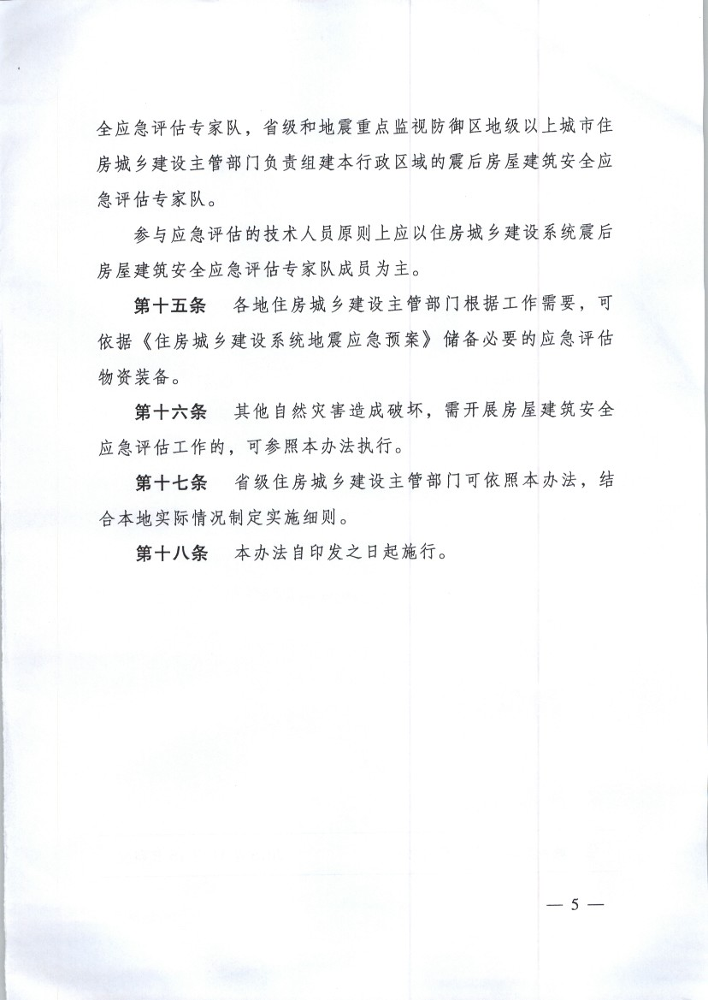 全应急评估专家队，省级和地震重点监视防御区地级以上城市住
房城乡建设主管部门负责组建本行政区域的震后房屋建筑安全应
急评估专家队。
参与应急评估的技术人员原则上应以住房城乡建设系统震后
房屋建筑安全应急评估专家队成员为主。
第十五条 各地住房城乡建设主管部门根据工作需要，可
依据《住房城乡建设系统地震应急预案》储备必要的应急评估
物资装备。
第十六条 其他自然灾害造成破坏，需开展房屋建筑安全
应急评估工作的，可参照本办法执行。
第十七条 省级住房城乡建设主管部门可依照本办法，结
合本地实际情况制定实施细则。
第十八条 本办法自印发之日起施行。
— 5 —